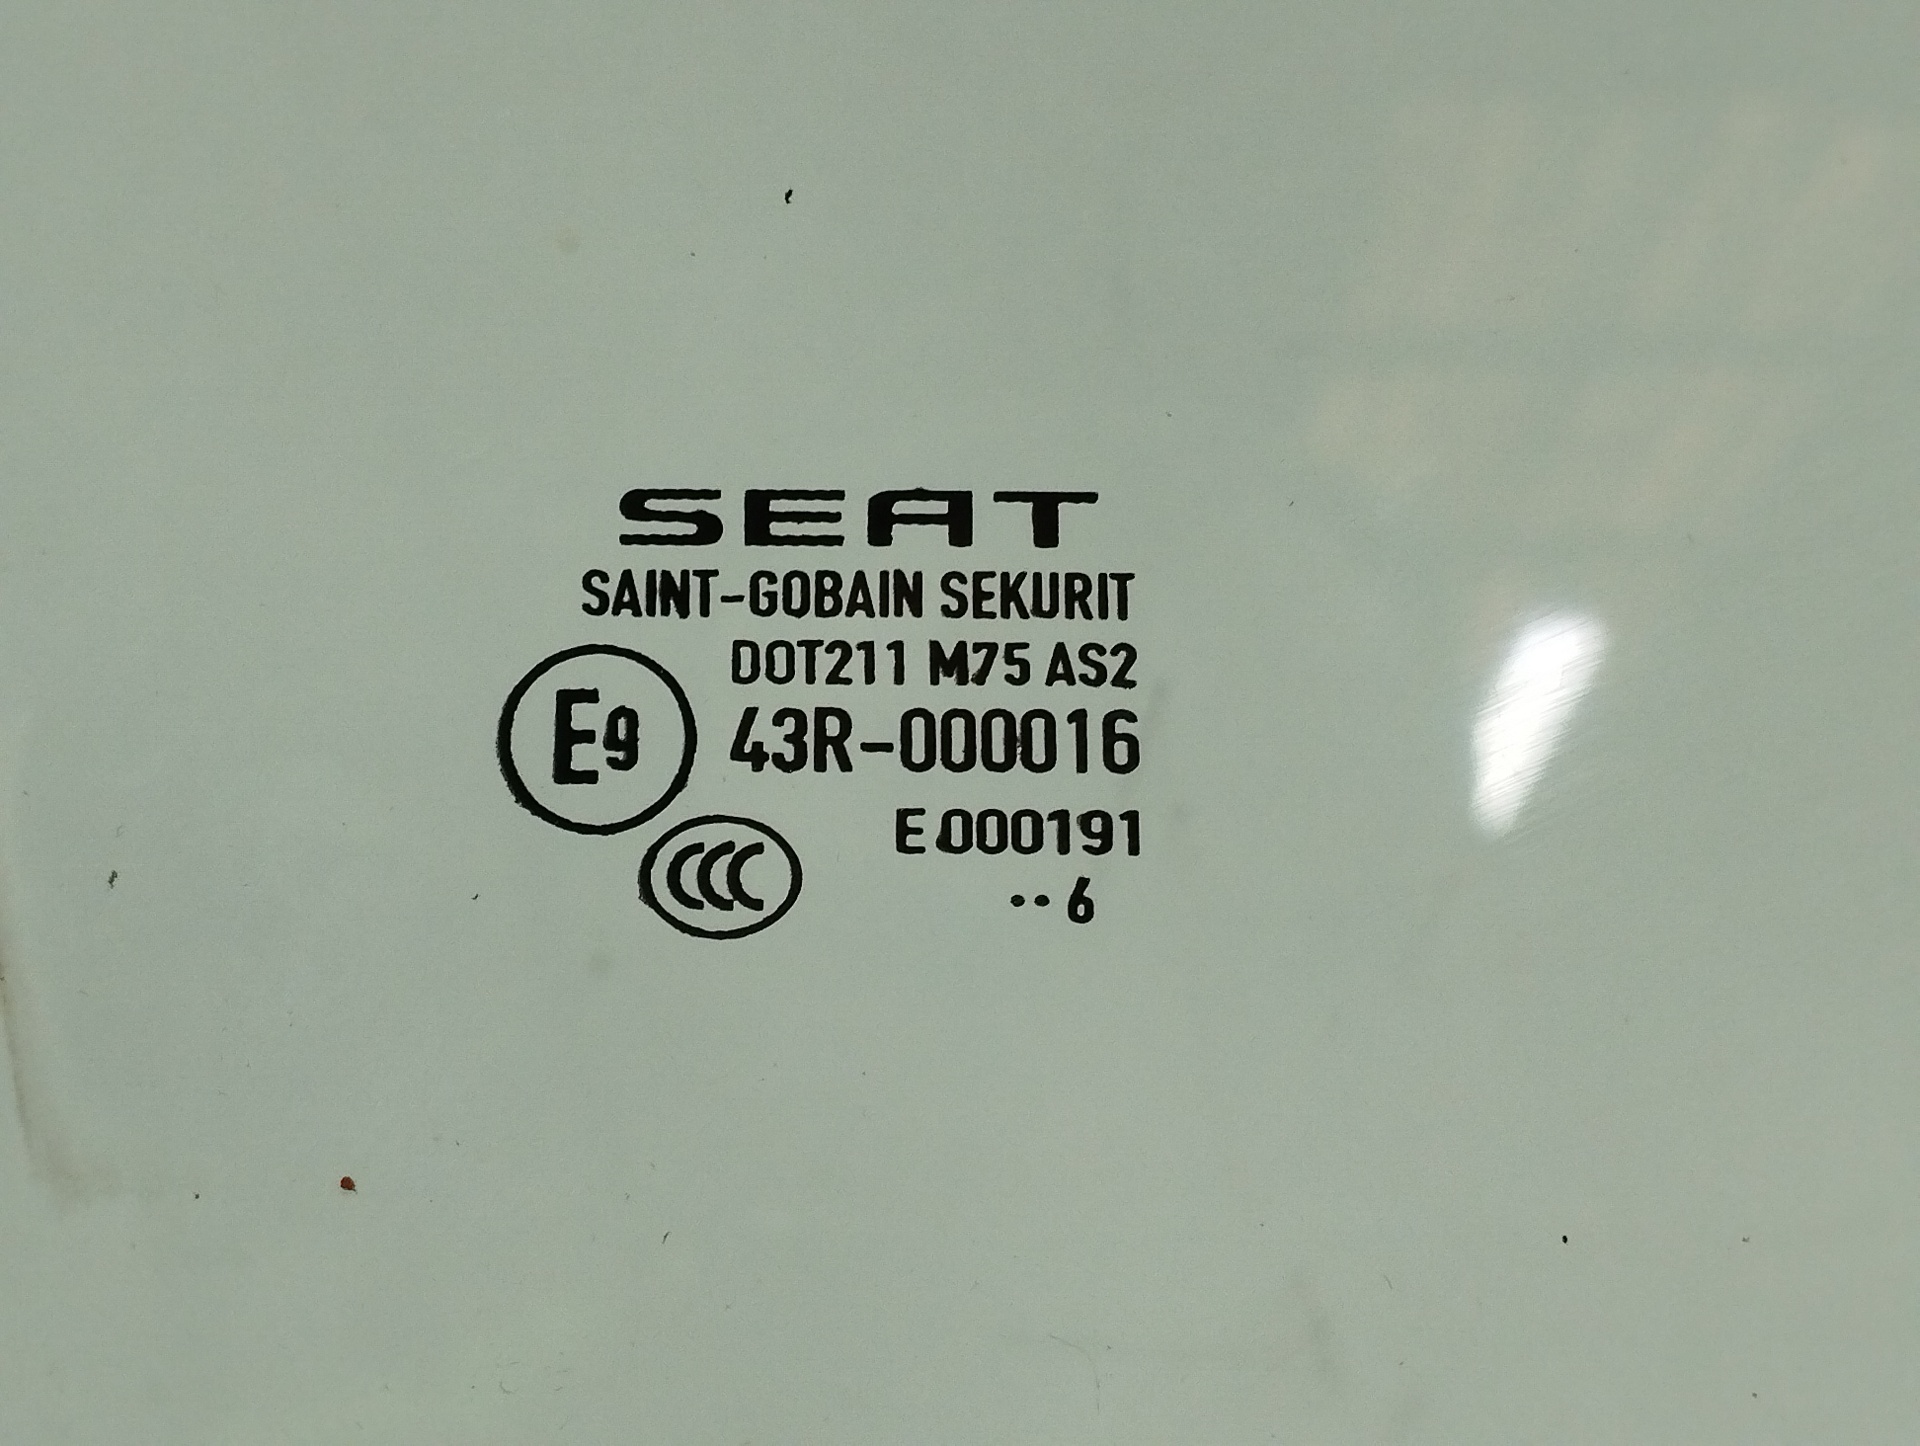 SEAT
SAINT-GOBAIN SEKURIT
DOT211 M75 AS2
E9 43R-000016
E000191
CCC
··6